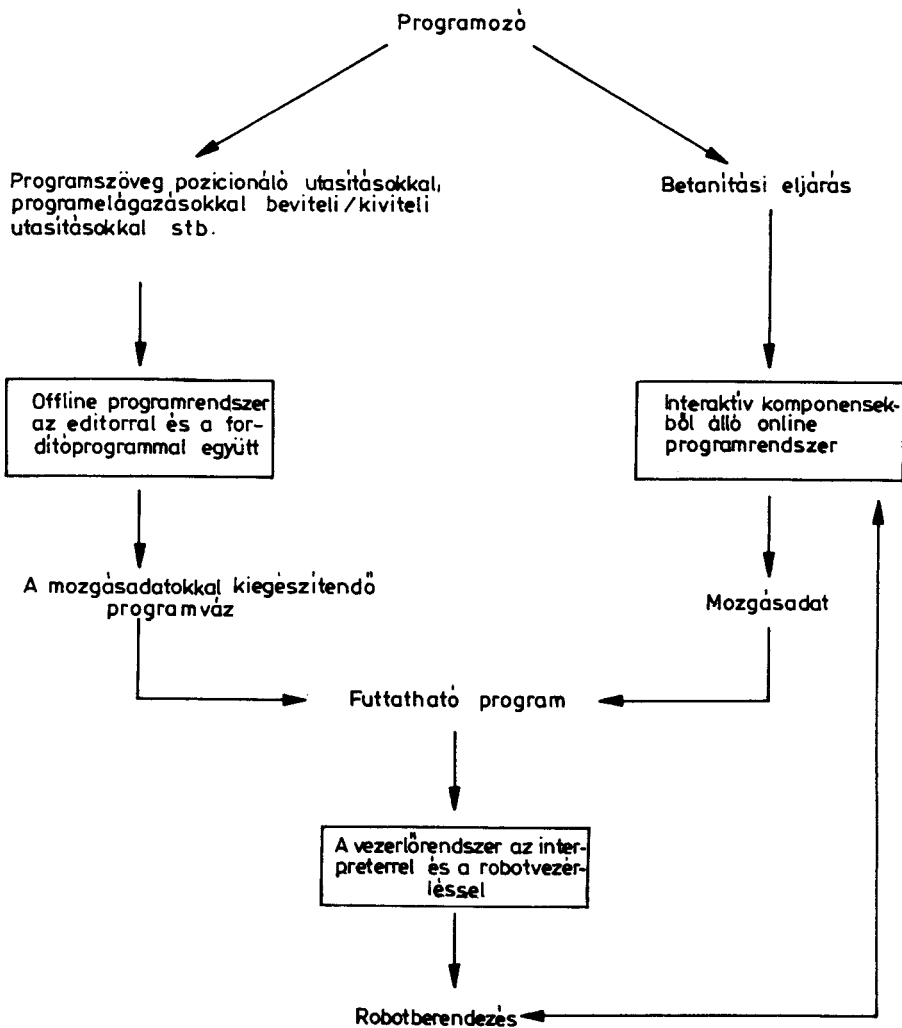 Programozó
Programszöveg pozicionáló utasításokkal,
programelágazásokkal beviteli/kiviteli
utasításokkal stb.
Betanítási eljárás
Offline programrendszer
az editorral és a for-
dítóprogrammal együtt
Interaktív komponensek-
ből álló online
programrendszer
A mozgásadatokkal kiegészítendő
programváz
Mozgásadat
Futtatható program
A vezérlőrendszer az inter-
preterrel és a robotvezér-
léssel
Robotberendezés